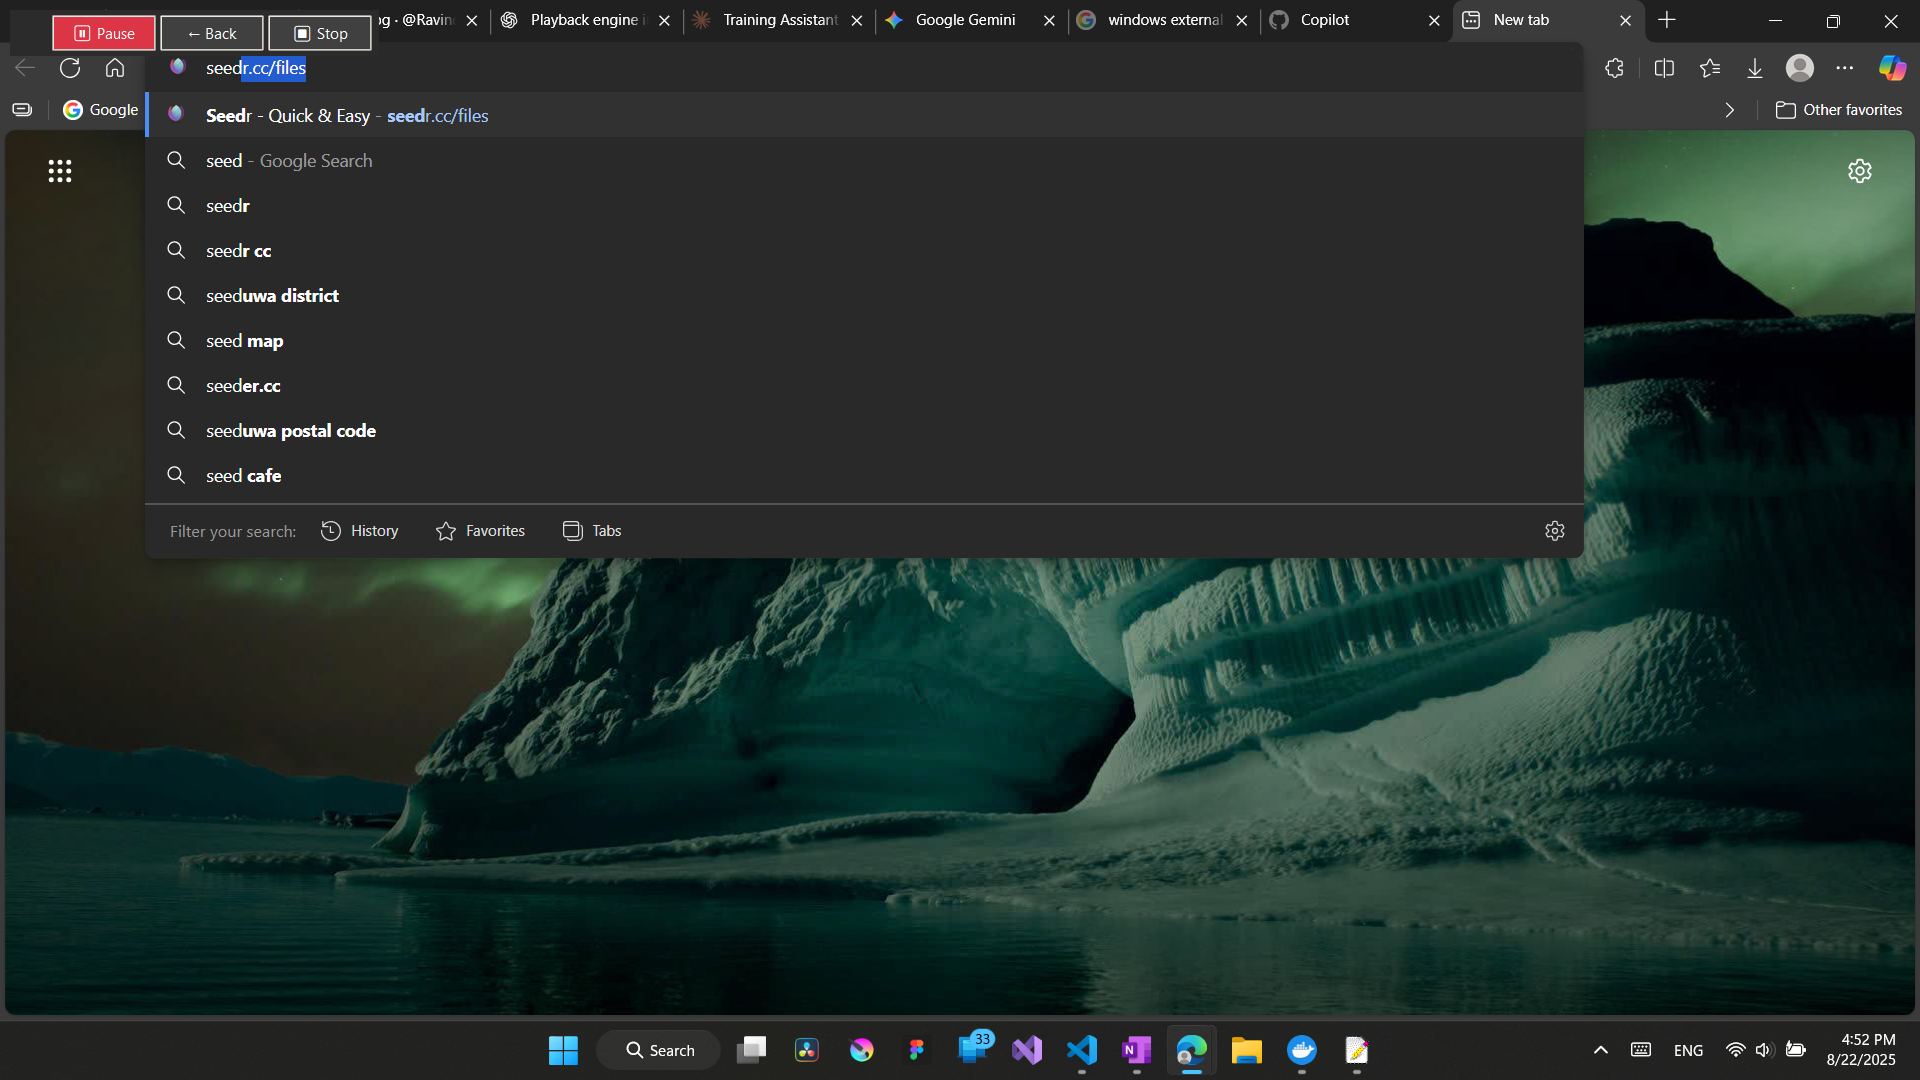 Pause
← Back
Stop
og · @Ravin
Playback engine i
Training Assistant
Google Gemini
windows external
Copilot
New tab
seedr.cc/files
Google
Other favorites
Seedr - Quick & Easy - seedr.cc/files
seed - Google Search
seedr
seedr cc
seeduwa district
seed map
seeder.cc
seeduwa postal code
seed cafe
Filter your search:
History
Favorites
Tabs
Search
33
ENG
4:52 PM
8/22/2025